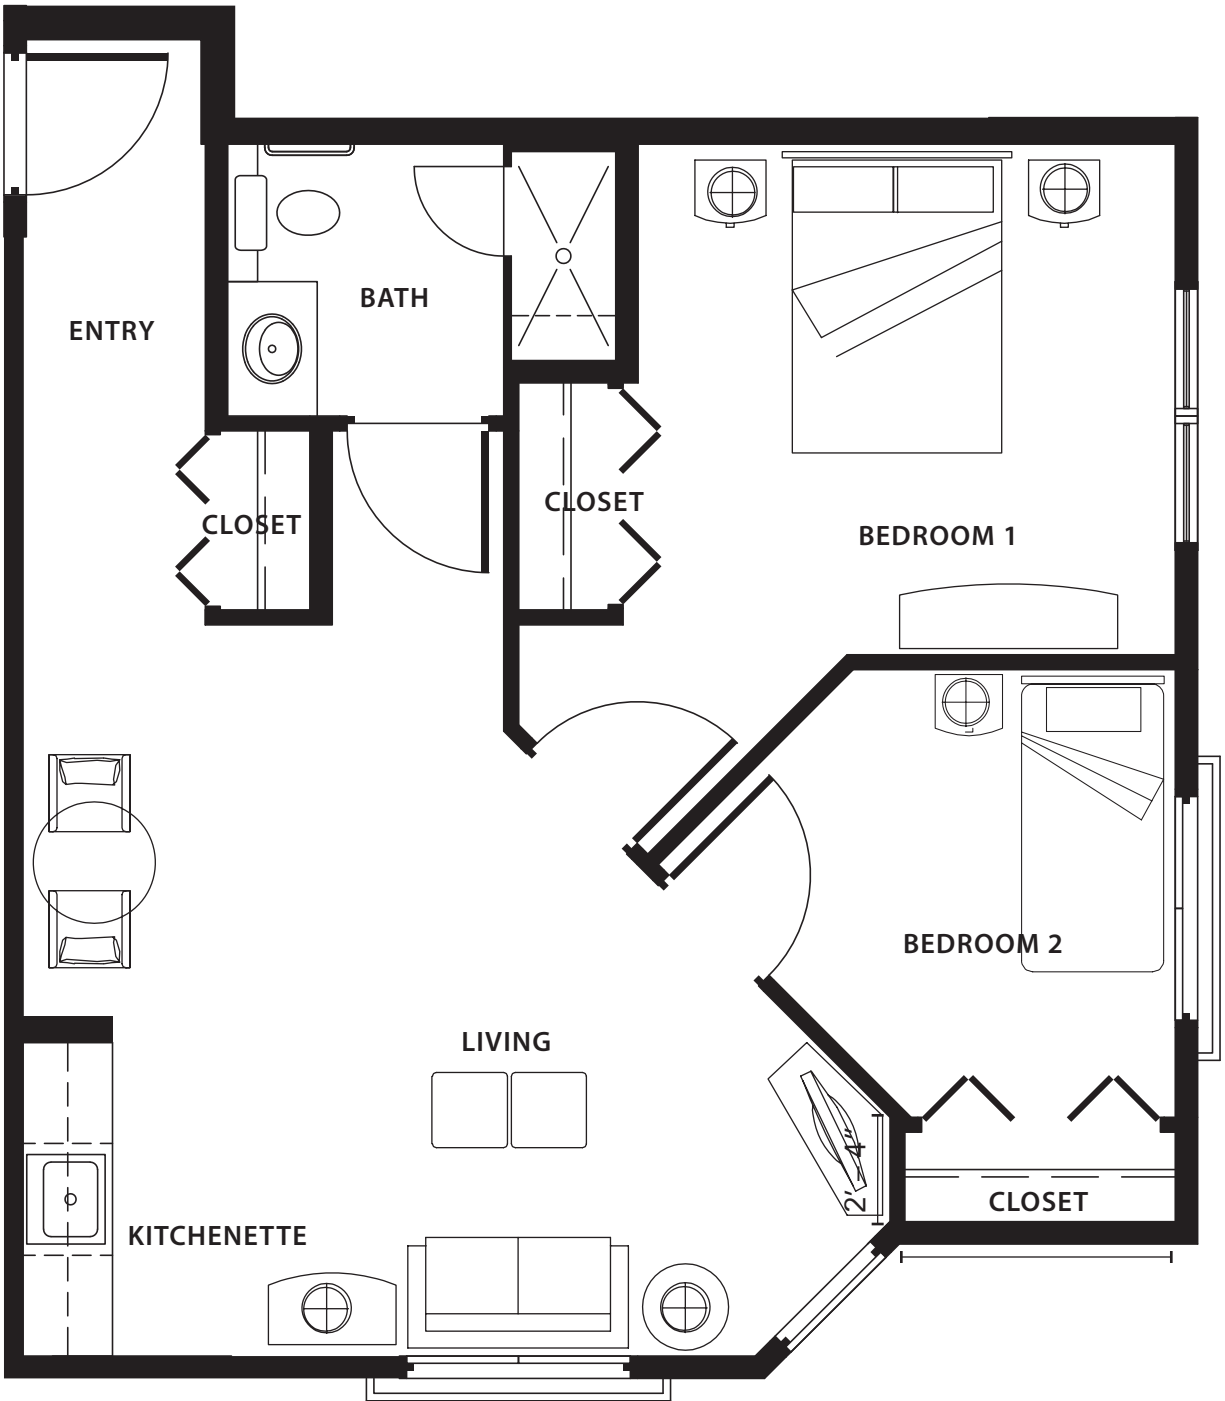 BATH
ENTRY
CLOSET
CLOSET
BEDROOM 1
BEDROOM 2
LIVING
2' - 4"
CLOSET
KITCHENETTE